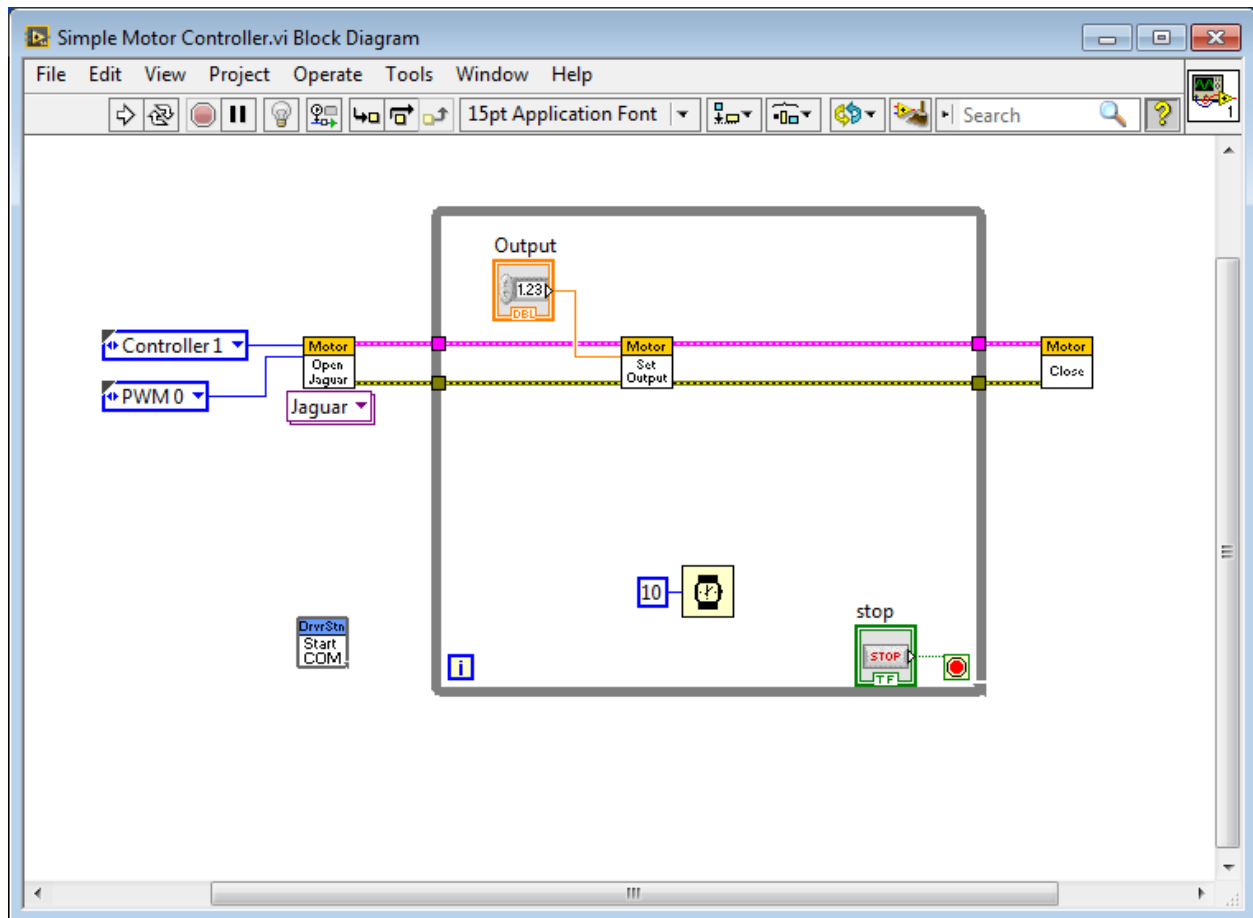 Simple Motor Controller.vi Block Diagram
File Edit View Project Operate Tools Window Help
15pt Application Font
Search
?
1
Output
1.23
DBL
Controller 1
PWM 0
Motor
Open
Jaguar
Jaguar
Motor
Set
Output
Motor
Close
10
DrvrStn
Start
COM
i
stop
STOP
TF